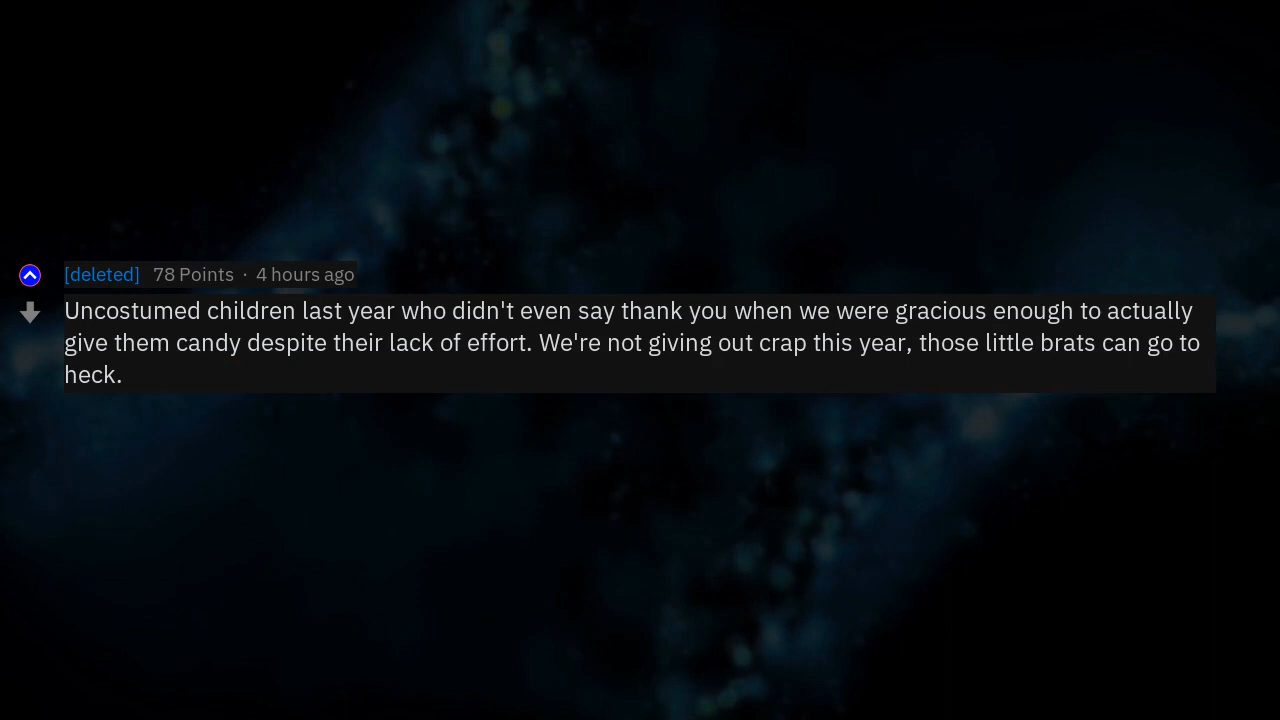 [deleted] 78 Points · 4 hours ago
Uncostumed children last year who didn't even say thank you when we were gracious enough to actually
give them candy despite their lack of effort. We're not giving out crap this year, those little brats can go to
heck.